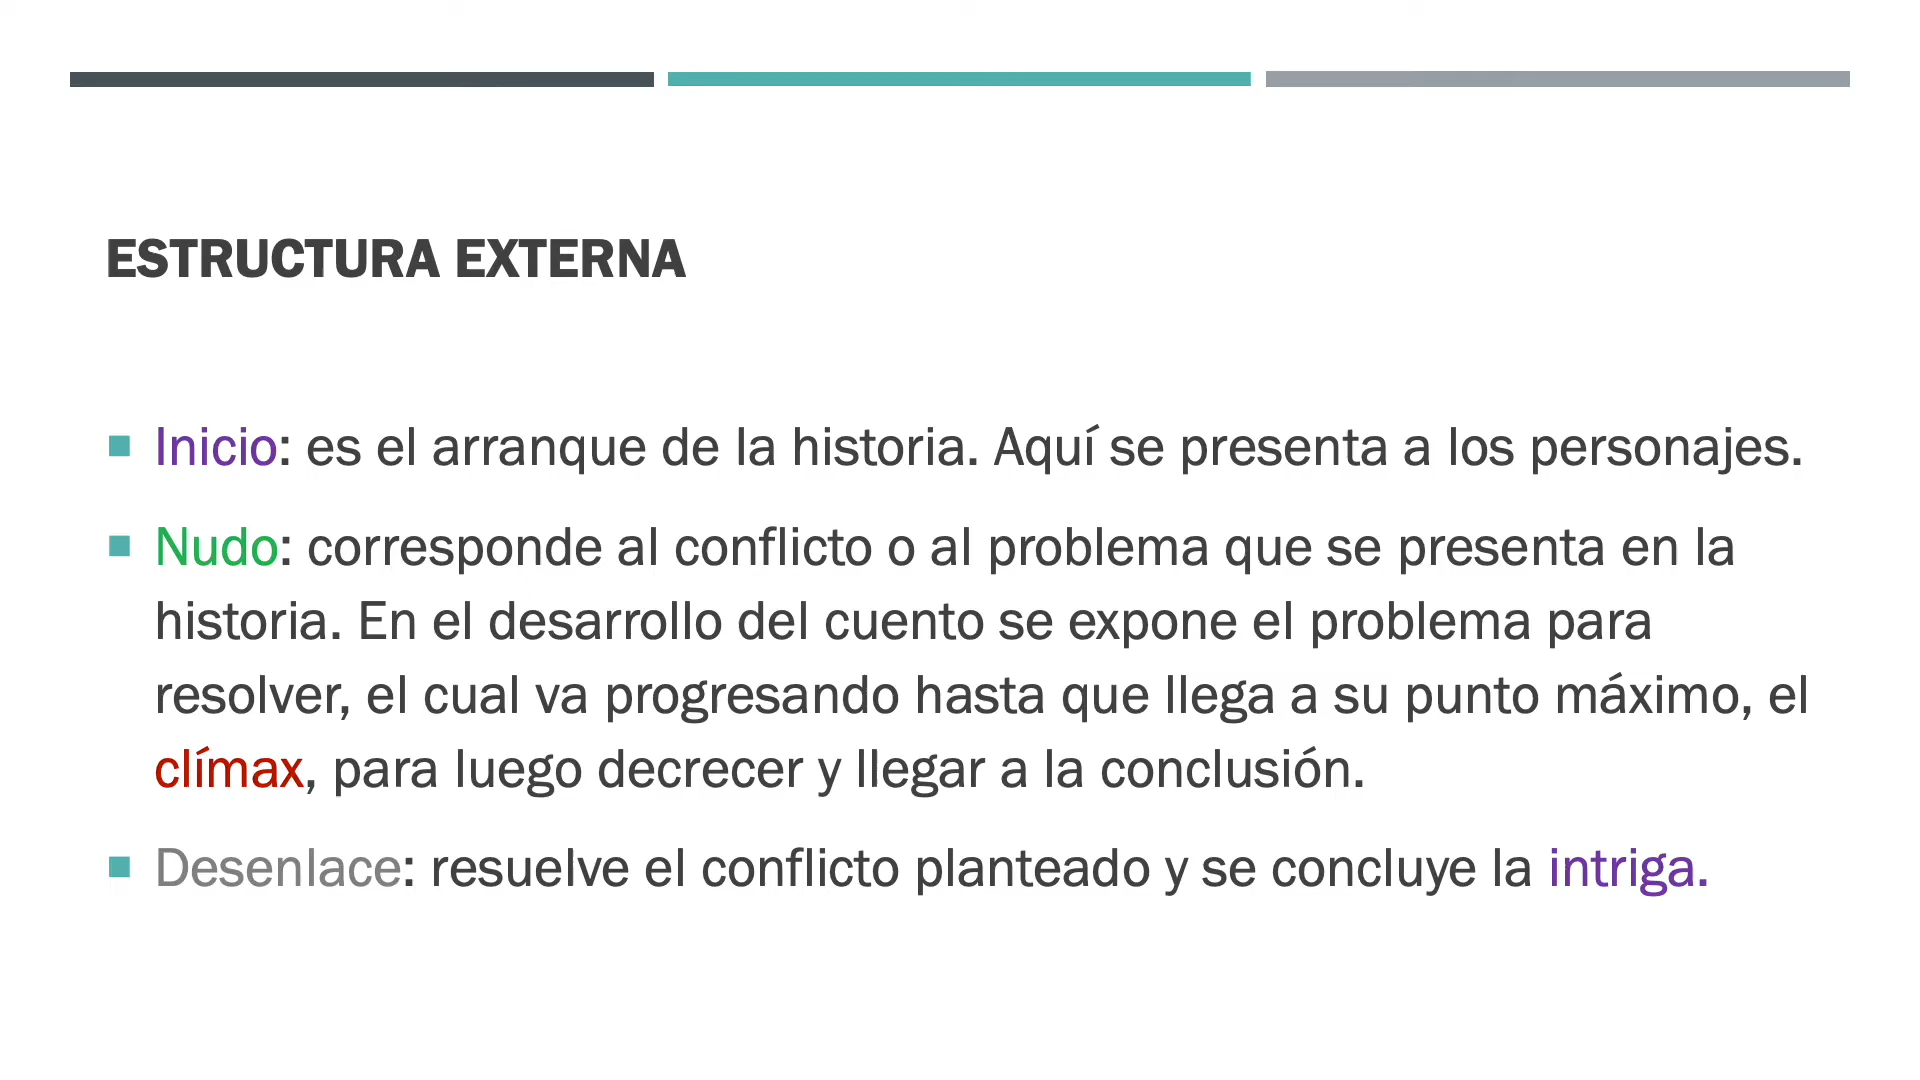 ESTRUCTURA EXTERNA
Inicio: es el arranque de la historia. Aquí se presenta a los personajes.
Nudo: corresponde al conflicto o al problema que se presenta en la
historia. En el desarrollo del cuento se expone el problema para
resolver, el cual va progresando hasta que llega a su punto máximo, el
clímax, para luego decrecer y llegar a la conclusión.
Desenlace: resuelve el conflicto planteado y se concluye la intriga.